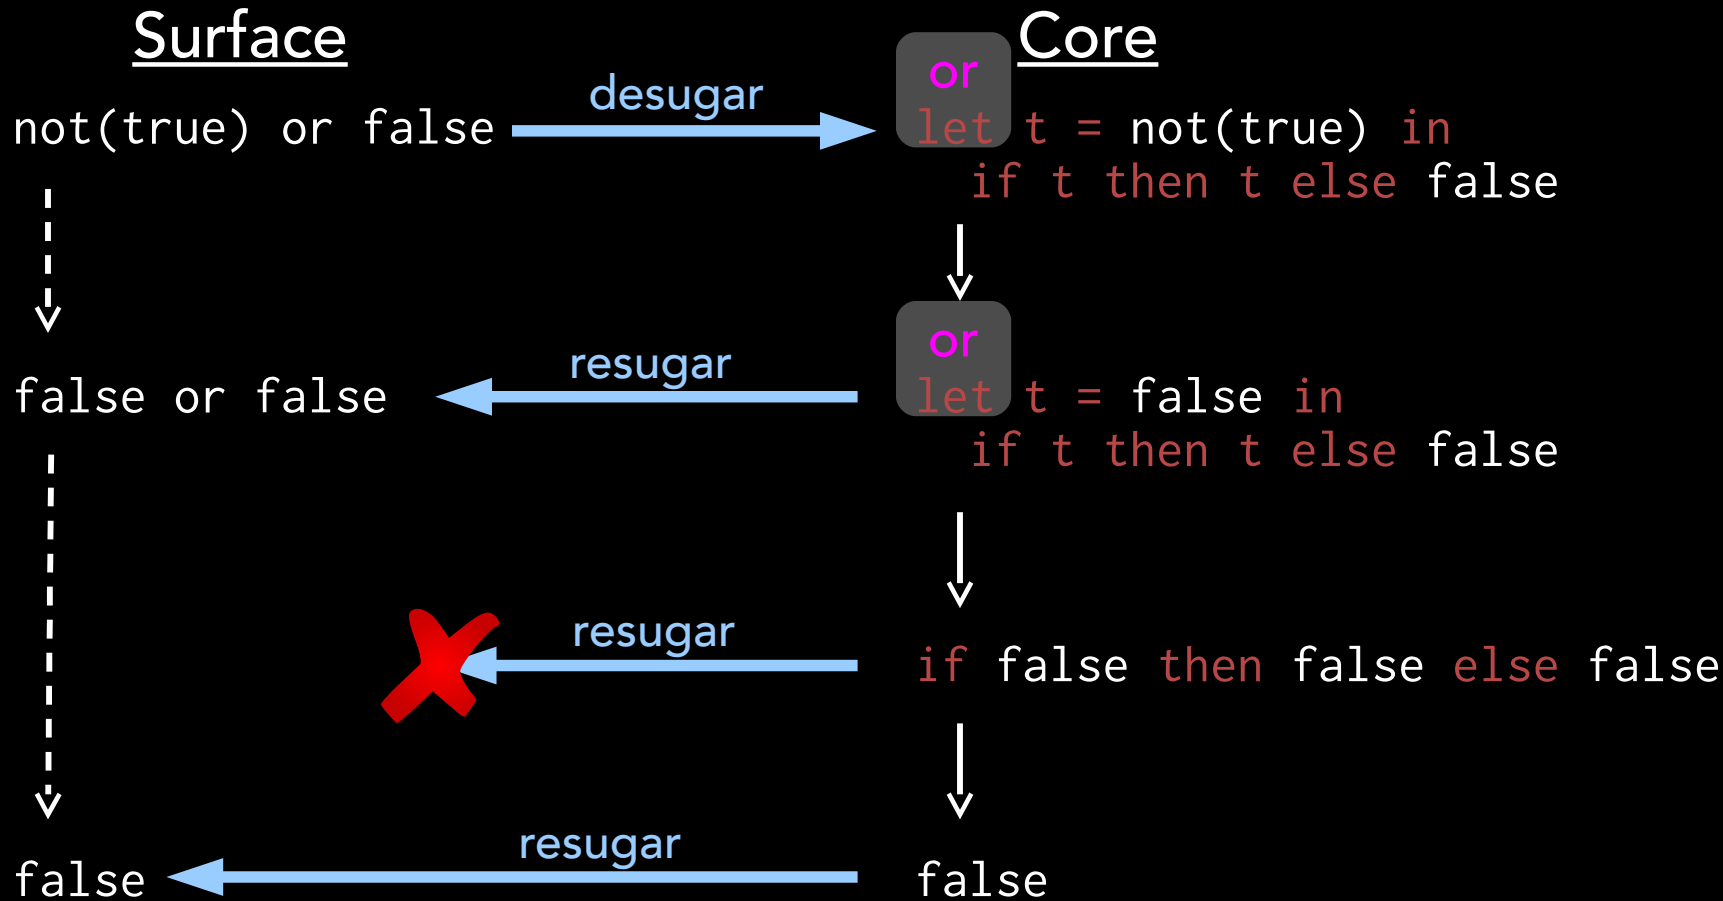 Surface
Core
or
desugar
not(true) or false
let t = not(true) in
if t then t else false
or
resugar
false or false
let t = false in
if t then t else false
resugar
if false then false else false
resugar
false
false